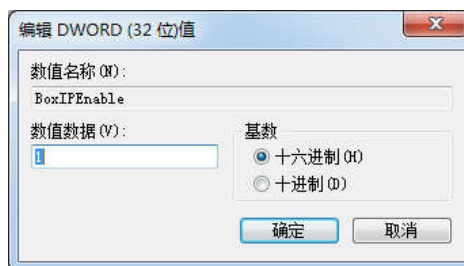 编辑 DWORD (32 位)值
数值名称(N):
BoxIPEnable
数值数据(V):
1
基数
十六进制(H)
十进制(D)
确定
取消